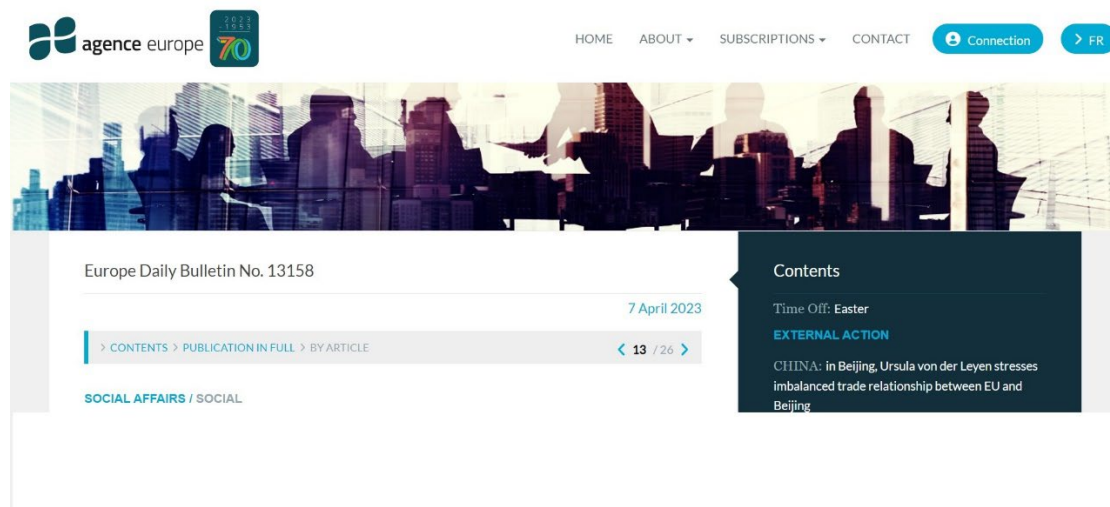 agence europe
2023
-1953
70
HOME ABOUT SUBSCRIPTIONS CONTACT Connection > FR
Europe Daily Bulletin No. 13158
7 April 2023
> CONTENTS > PUBLICATION IN FULL > BY ARTICLE
< 13 / 26 >
SOCIAL AFFAIRS / SOCIAL
Contents
Time Off: Easter
EXTERNAL ACTION
CHINA: in Beijing, Ursula von der Leyen stresses
imbalanced trade relationship between EU and
Beijing